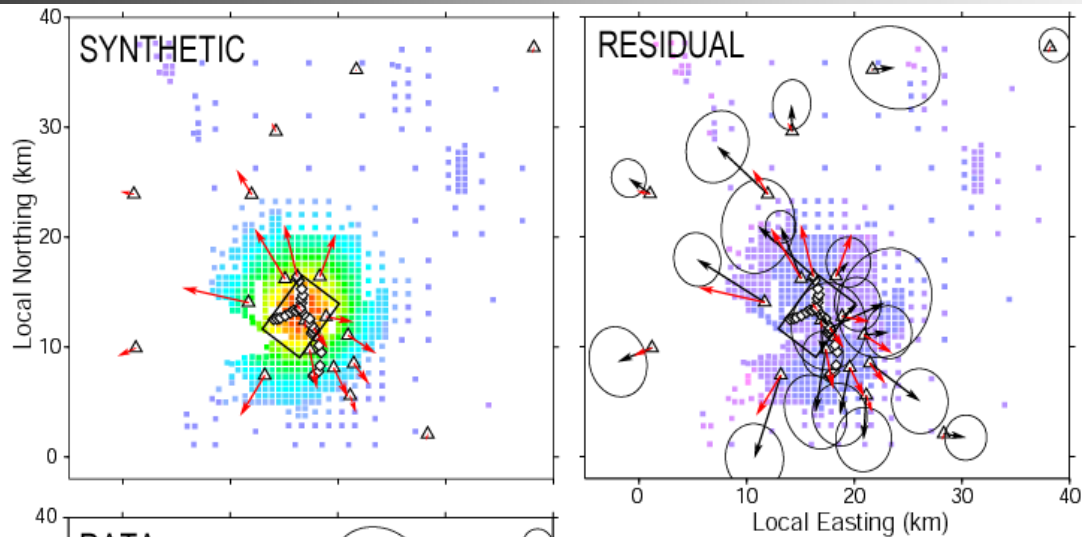 40
SYNTHETIC
RESIDUAL
30
20
10
0
Local Northing (km)
0 10 20 30 40
Local Easting (km)
40
DATA